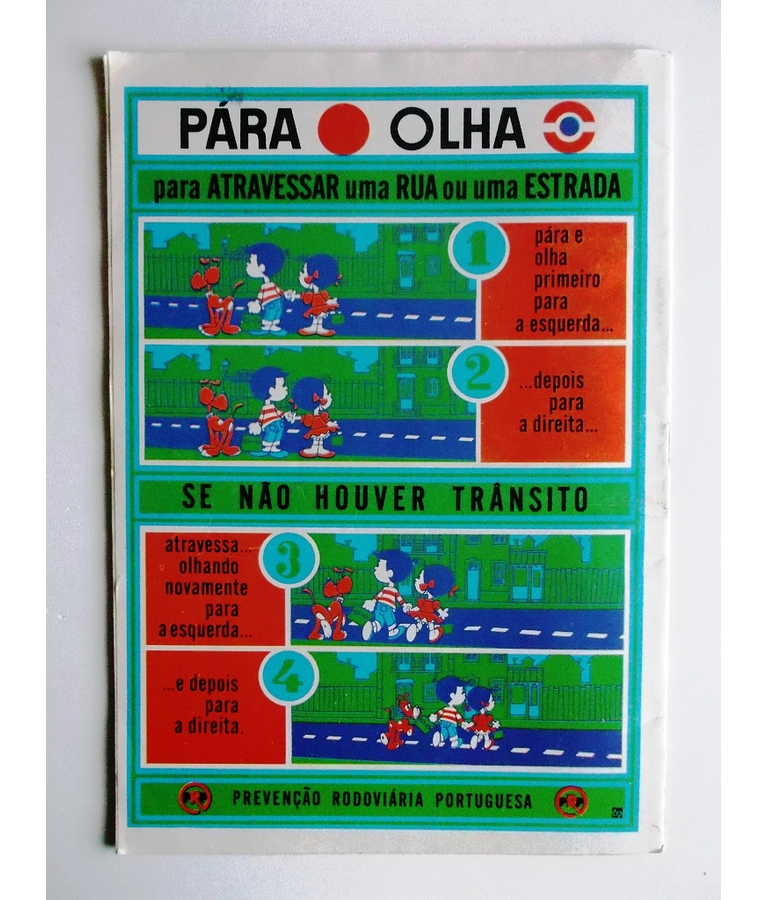 PÁRA OLHA
para ATRAVESSAR uma RUA ou uma ESTRADA
1
pára e
olha
primeiro
para
a esquerda...
2
...depois
para
a direita...
SE NÃO HOUVER TRÂNSITO
atravessa...
olhando
novamente
para
a esquerda...
3
...e depois
para
a direita.
4
PREVENÇÃO RODOVIÁRIA PORTUGUESA